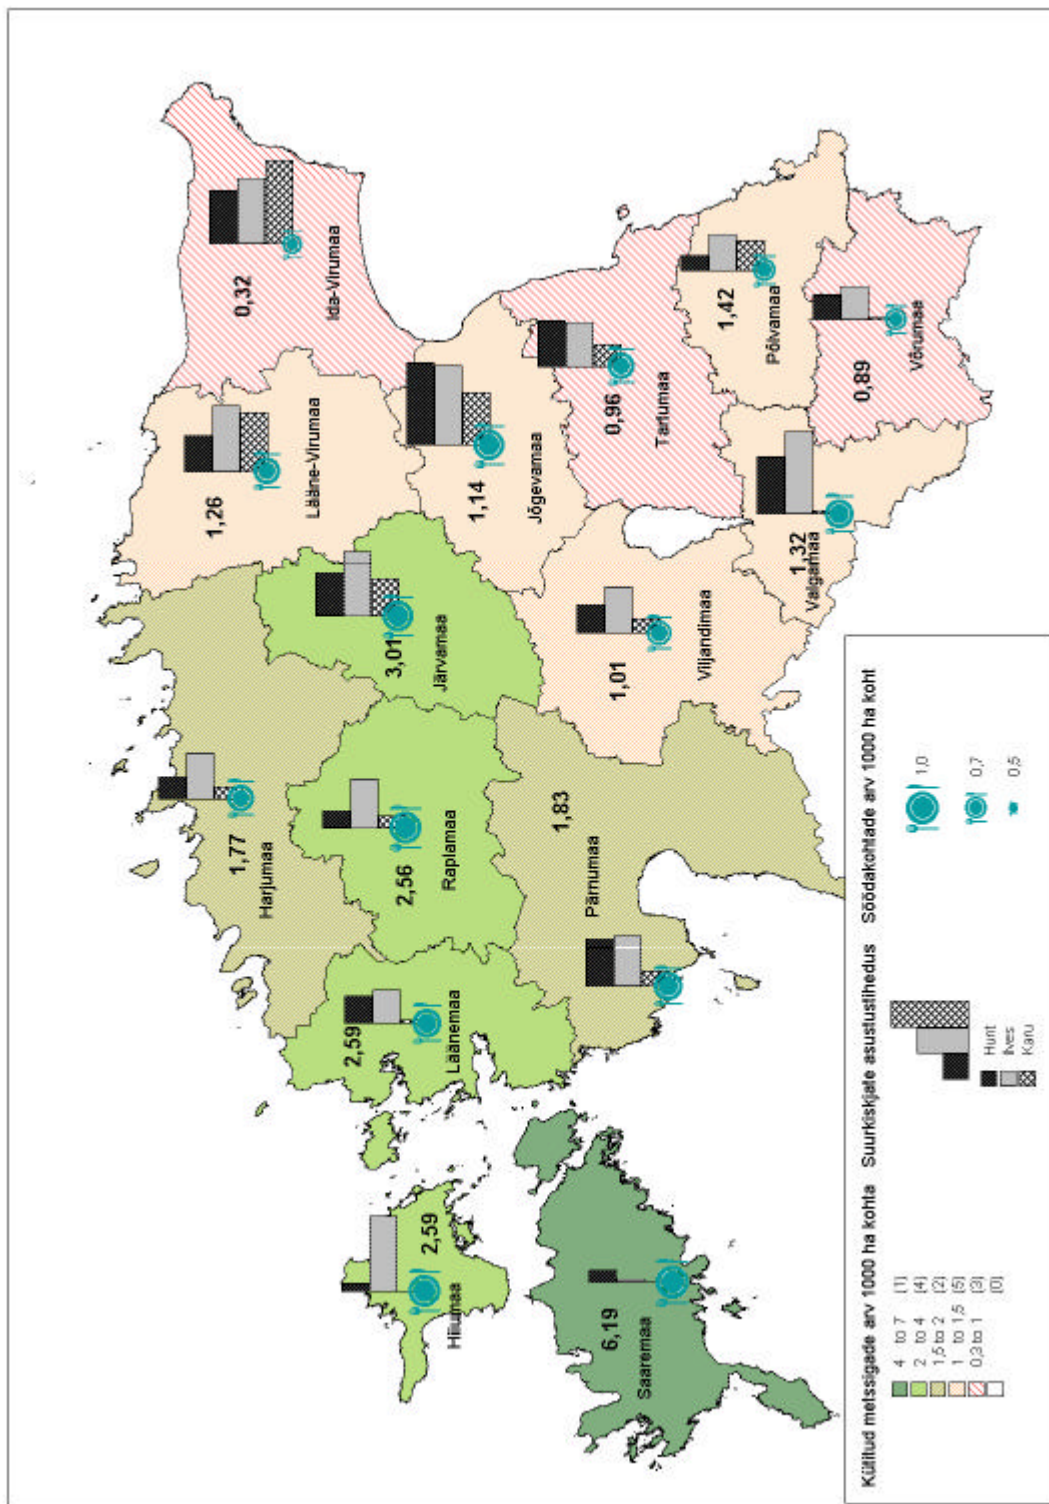 Ida-Virumaa
0,32
Lääne-Virumaa
1,26
Harjumaa
1,77
Järvamaa
3,01
Jõgevamaa
1,14
Tartumaa
0,96
Põlvamaa
1,42
Võrumaa
0,89
Valgamaa
1,32
Viljandimaa
1,01
Raplamaa
2,56
Pärnumaa
1,83
Läänemaa
2,59
Hiiumaa
2,59
Saaremaa
6,19
Kütitud metssigade arv 1000 ha kohta
4 to 7 (1)
2 to 4 (4)
1,5 to 2 (2)
1 to 1,5 (5)
0,3 to 1 (3)
(0)
Suurkiskjate asustustihedus
Hunt
Ilves
Karu
Söödakohtade arv 1000 ha koht
1,0
0,7
0,5